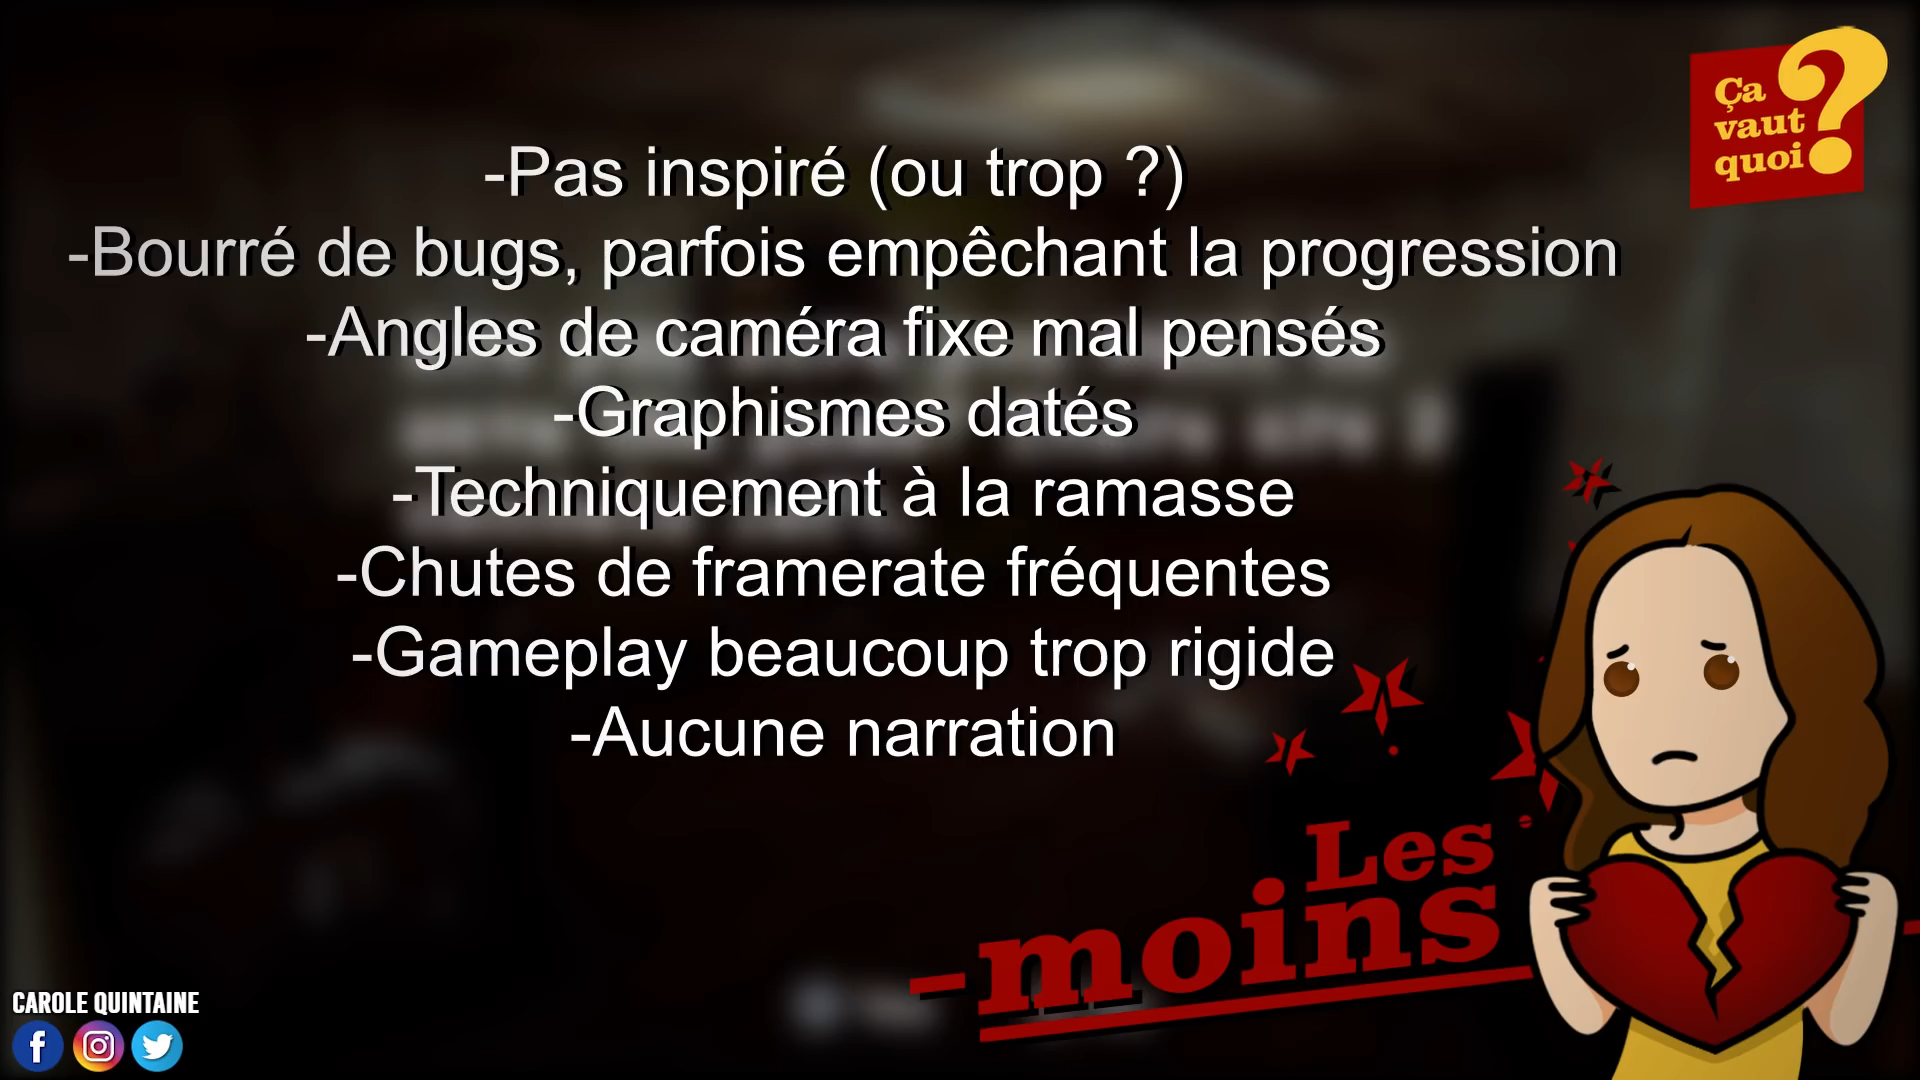 Ça
vaut
quoi ?
-Pas inspiré (ou trop ?)
-Bourré de bugs, parfois empêchant la progression
-Angles de caméra fixe mal pensés
-Graphismes datés
-Techniquement à la ramasse
-Chutes de framerate fréquentes
-Gameplay beaucoup trop rigide
-Aucune narration
Les
-moins
CAROLE QUINTAINE